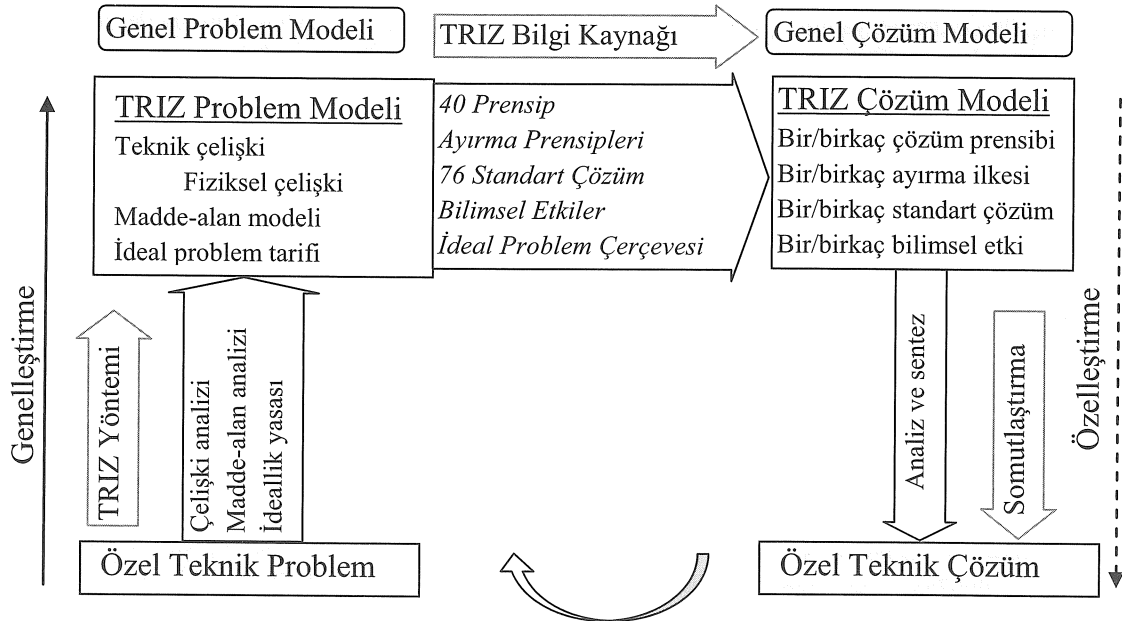 Genel Problem Modeli
TRIZ Bilgi Kaynağı
Genel Çözüm Modeli
TRIZ Problem Modeli
Teknik çelişki
Fiziksel çelişki
Madde-alan modeli
İdeal problem tarifi
40 Prensip
Ayırma Prensipleri
76 Standart Çözüm
Bilimsel Etkiler
İdeal Problem Çerçevesi
TRIZ Çözüm Modeli
Bir/birkaç çözüm prensibi
Bir/birkaç ayırma ilkesi
Bir/birkaç standart çözüm
Bir/birkaç bilimsel etki
Genelleştirme
TRIZ Yöntemi
Çelişki analizi
Madde-alan analizi
İdeallik yasası
Analiz ve sentez
Somutlaştırma
Özelleştirme
Özel Teknik Problem
Özel Teknik Çözüm